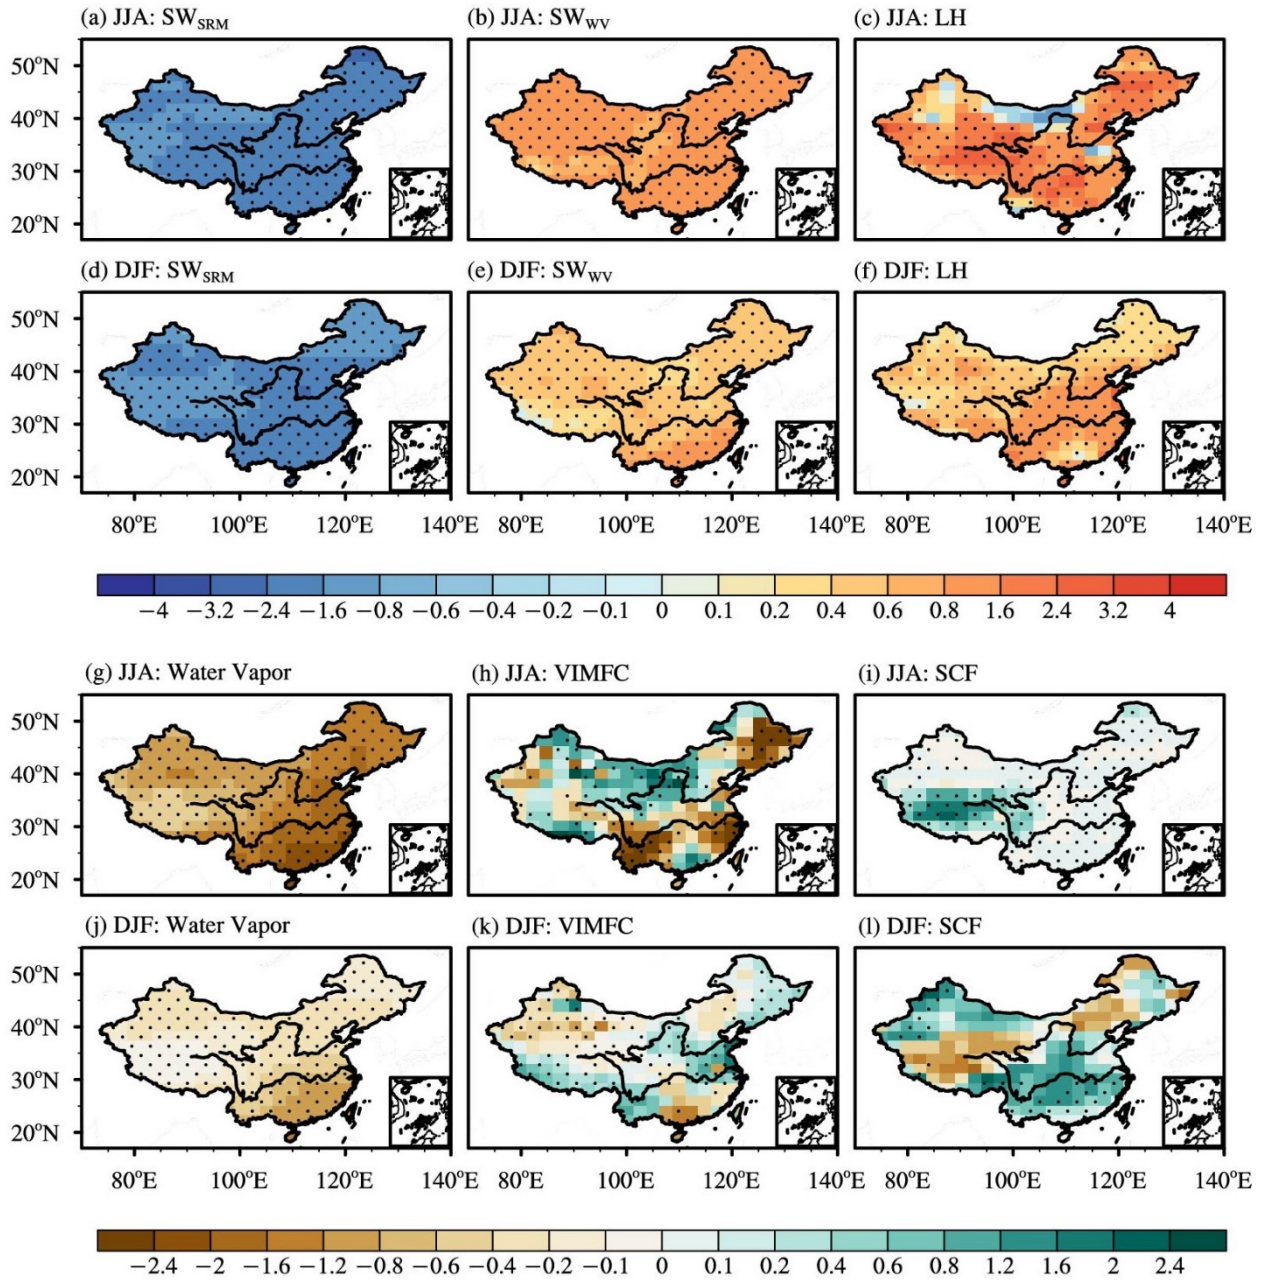 (a) JJA: SW_SRM (b) JJA: SW_WV (c) JJA: LH
50°N
40°N
30°N
20°N
(d) DJF: SW_SRM (e) DJF: SW_WV (f) DJF: LH
50°N
40°N
30°N
20°N
80°E 100°E 120°E 140°E 80°E 100°E 120°E 140°E 80°E 100°E 120°E 140°E
−4 −3.2 −2.4 −1.6 −0.8 −0.6 −0.4 −0.2 −0.1 0 0.1 0.2 0.4 0.6 0.8 1.6 2.4 3.2 4
(g) JJA: Water Vapor (h) JJA: VIMFC (i) JJA: SCF
50°N
40°N
30°N
20°N
(j) DJF: Water Vapor (k) DJF: VIMFC (l) DJF: SCF
50°N
40°N
30°N
20°N
80°E 100°E 120°E 140°E 80°E 100°E 120°E 140°E 80°E 100°E 120°E 140°E
−2.4 −2 −1.6 −1.2 −0.8 −0.6 −0.4 −0.2 −0.1 0 0.1 0.2 0.4 0.6 0.8 1.2 1.6 2 2.4